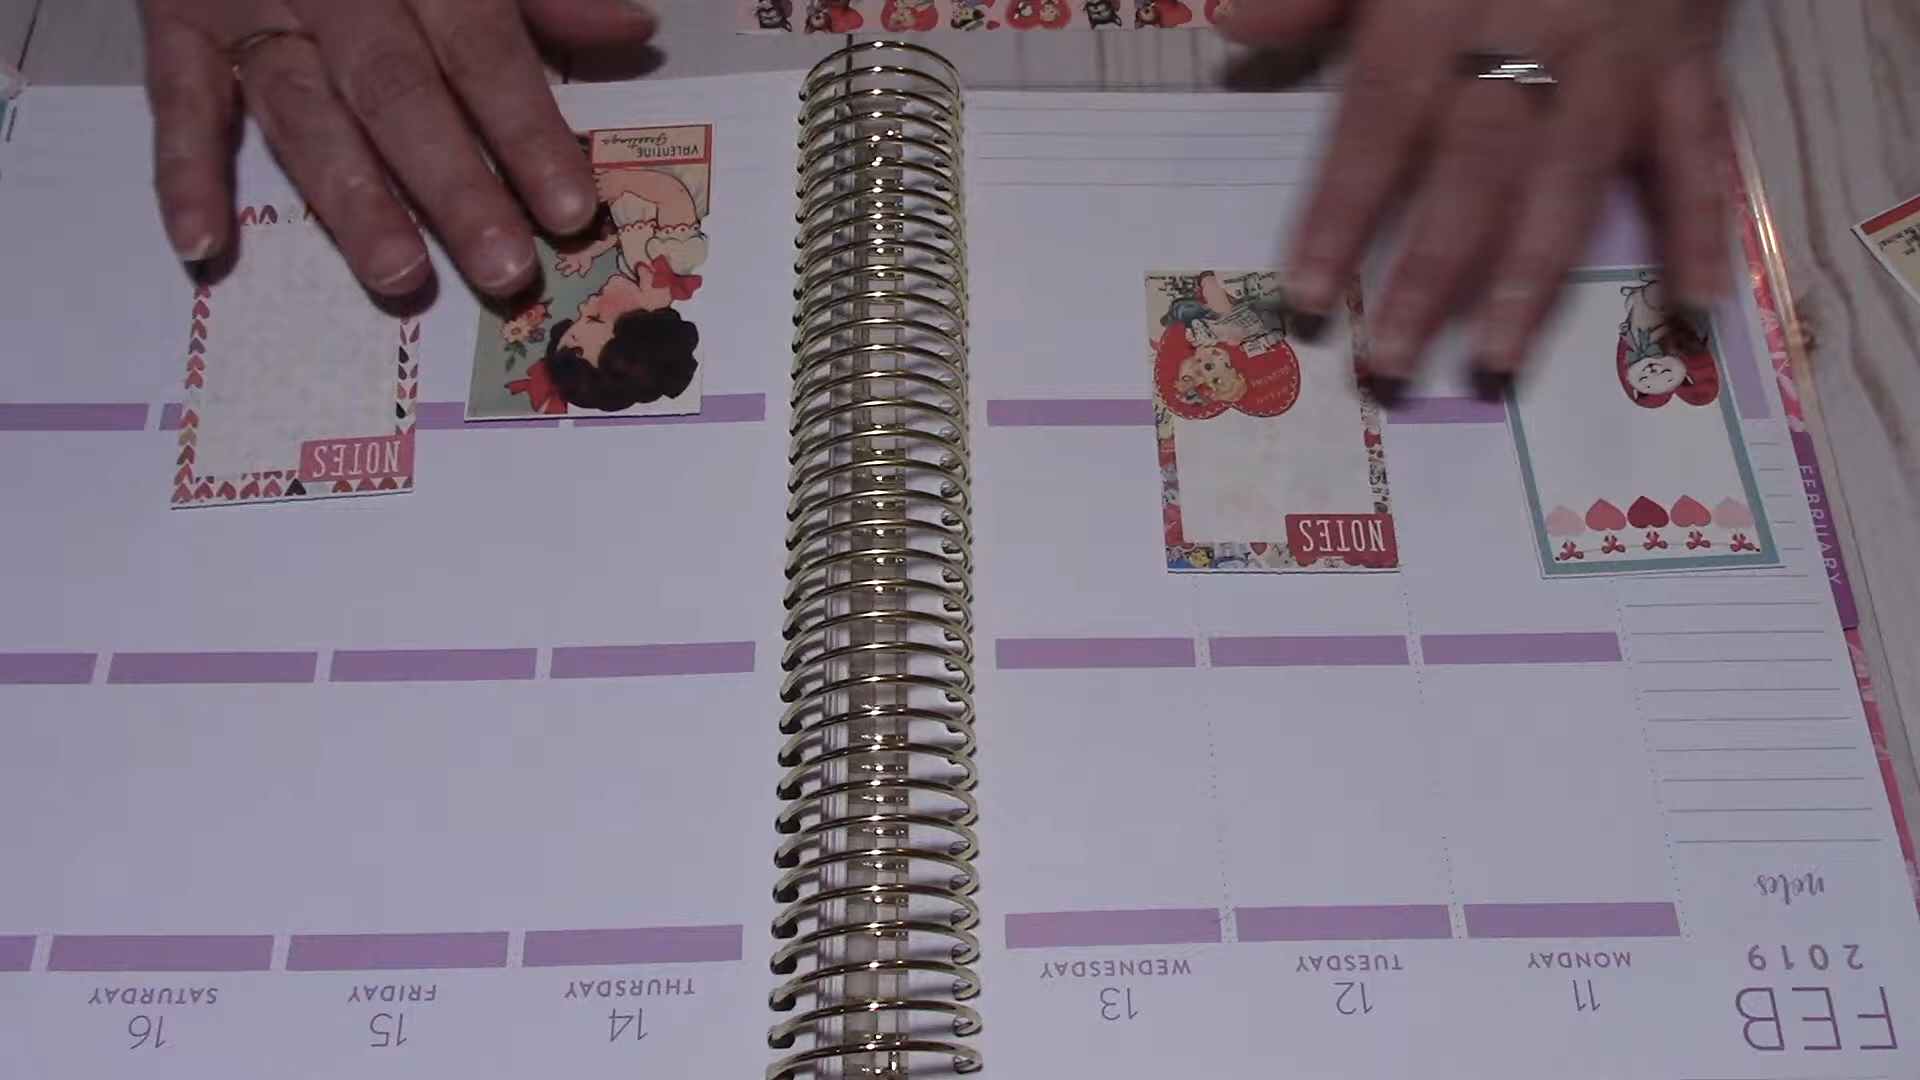 FEB
2019
notes
MONDAY
11
TUESDAY
12
WEDNESDAY
13
THURSDAY
14
FRIDAY
15
SATURDAY
16
FEBRUARY
NOTES
NOTES
VALENTINE
Greetings